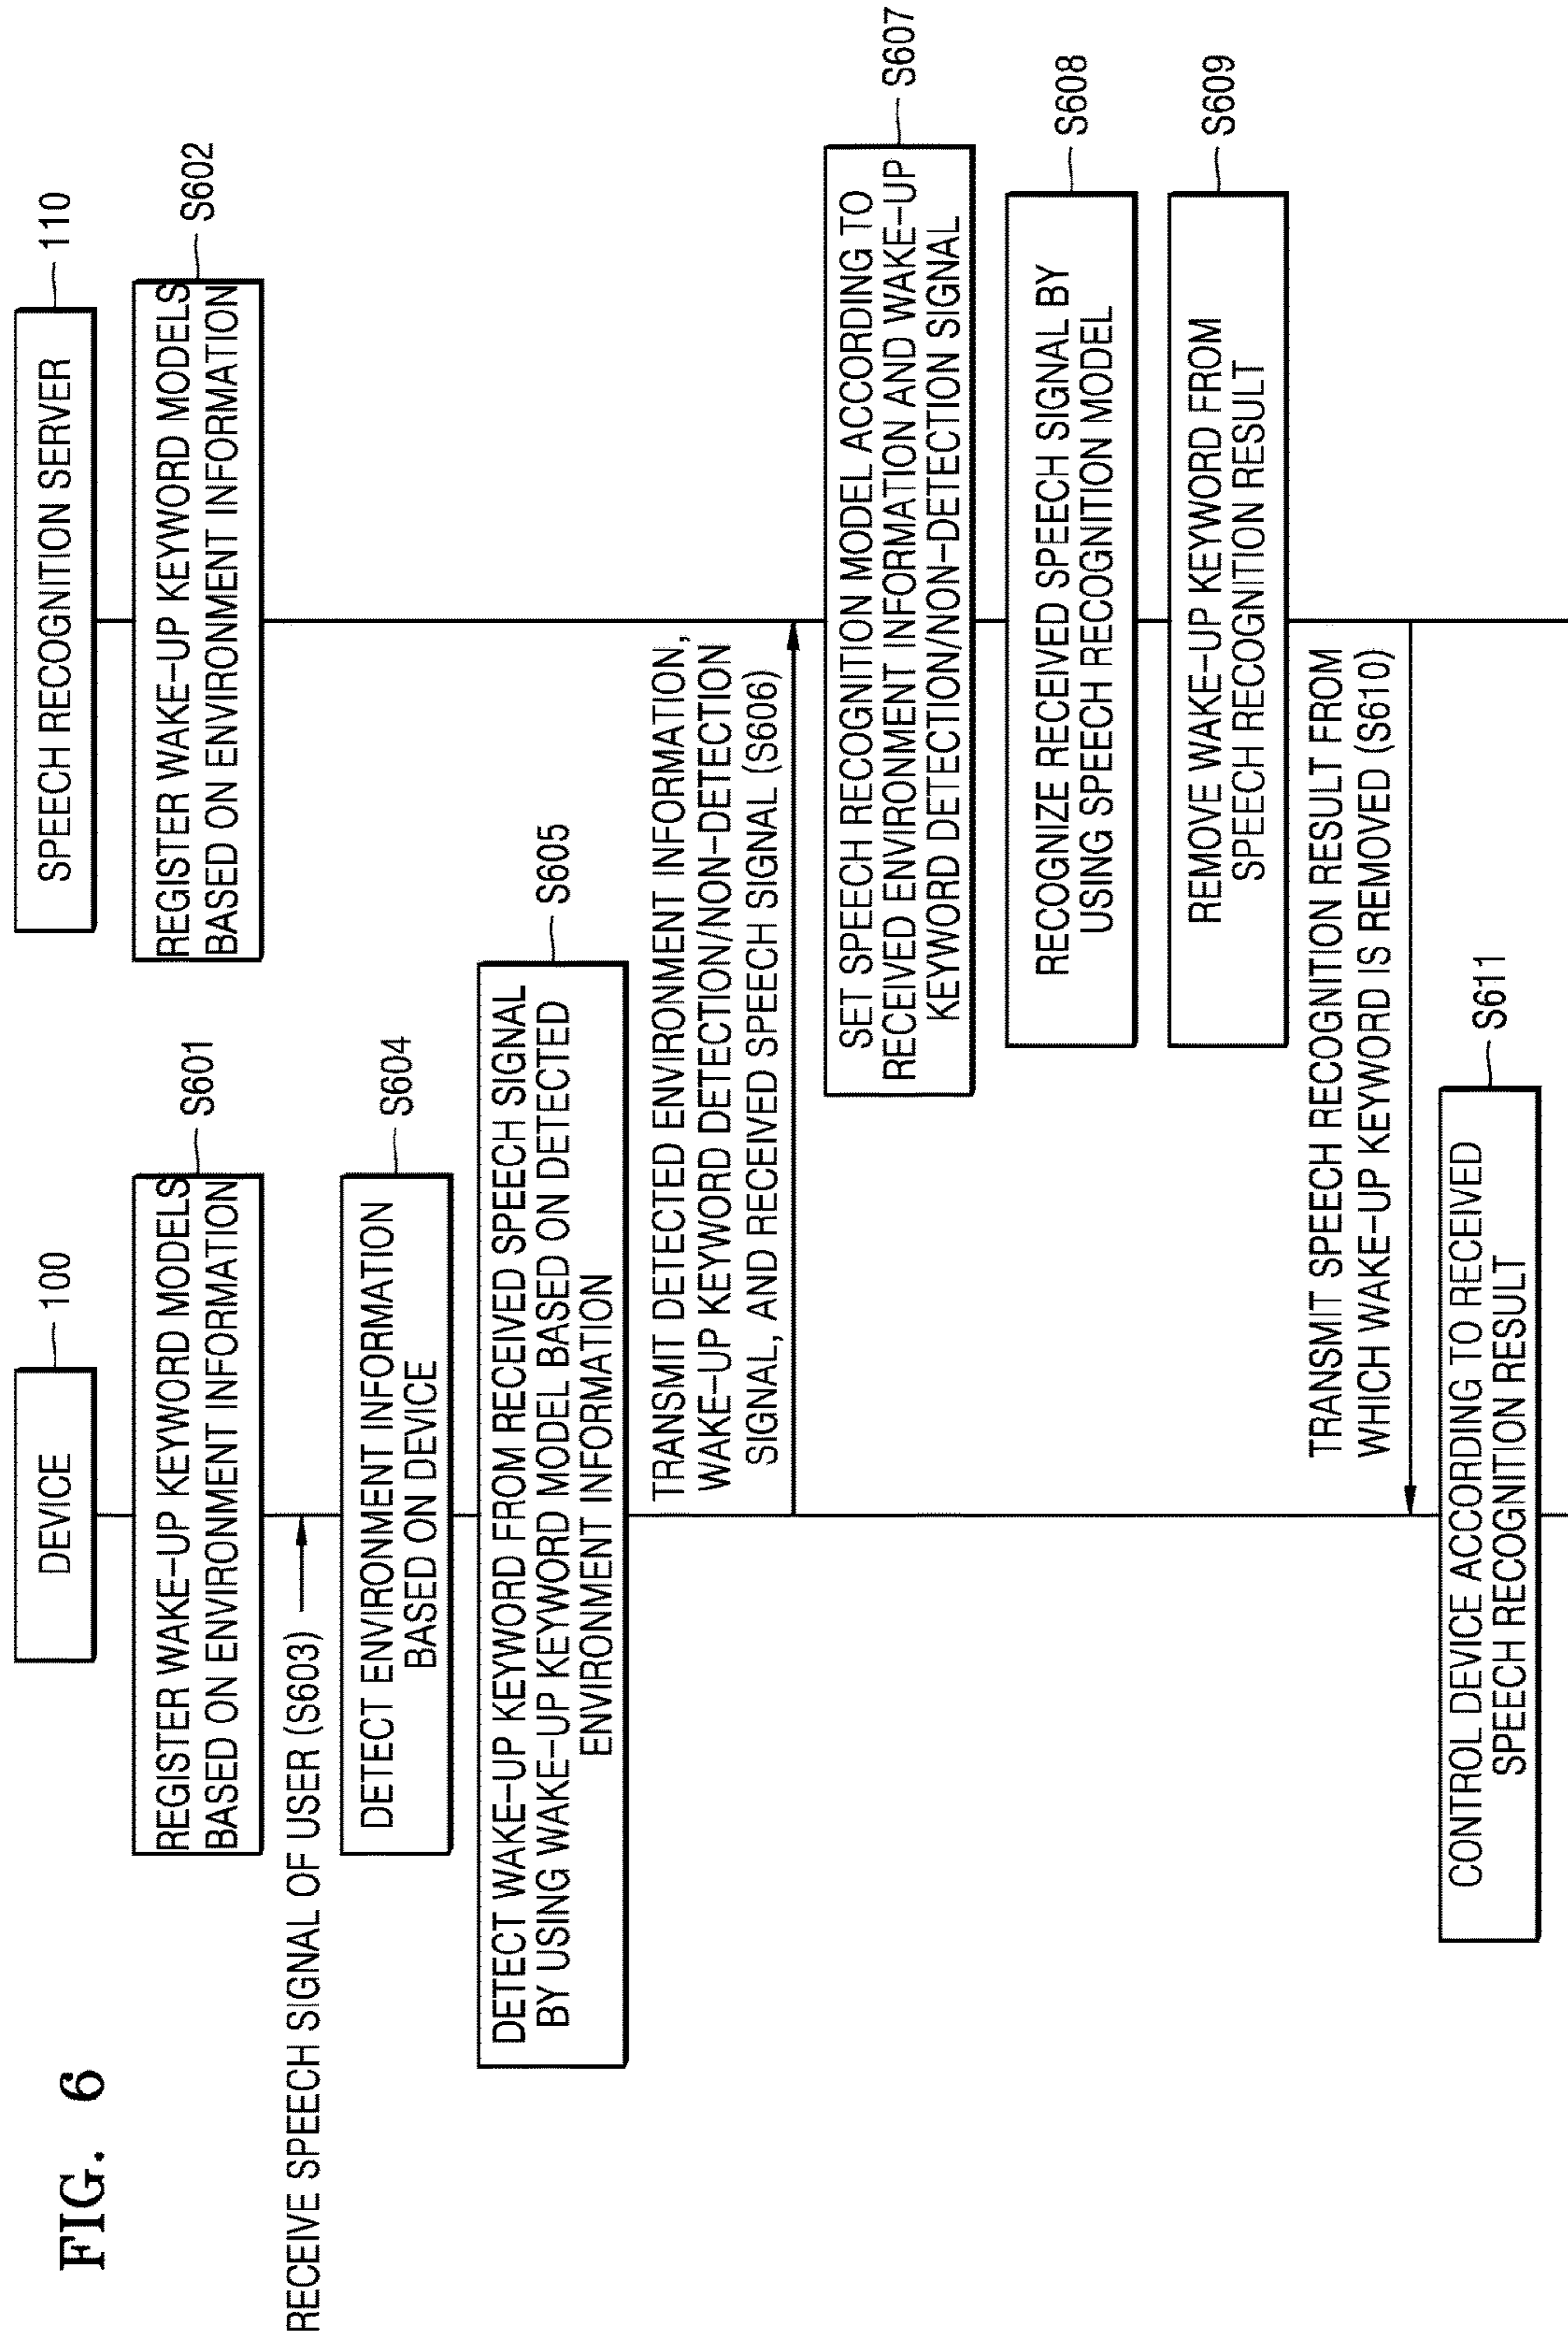 FIG. 6
DEVICE
100
SPEECH RECOGNITION SERVER
110
REGISTER WAKE-UP KEYWORD MODELS
BASED ON ENVIRONMENT INFORMATION
S601
REGISTER WAKE-UP KEYWORD MODELS
BASED ON ENVIRONMENT INFORMATION
S602
RECEIVE SPEECH SIGNAL OF USER (S603)
DETECT ENVIRONMENT INFORMATION
BASED ON DEVICE
S604
DETECT WAKE-UP KEYWORD FROM RECEIVED SPEECH SIGNAL
BY USING WAKE-UP KEYWORD MODEL BASED ON DETECTED
ENVIRONMENT INFORMATION
S605
TRANSMIT DETECTED ENVIRONMENT INFORMATION,
WAKE-UP KEYWORD DETECTION/NON-DETECTION
SIGNAL, AND RECEIVED SPEECH SIGNAL (S606)
SET SPEECH RECOGNITION MODEL ACCORDING TO
RECEIVED ENVIRONMENT INFORMATION AND WAKE-UP
KEYWORD DETECTION/NON-DETECTION SIGNAL
S607
RECOGNIZE RECEIVED SPEECH SIGNAL BY
USING SPEECH RECOGNITION MODEL
S608
REMOVE WAKE-UP KEYWORD FROM
SPEECH RECOGNITION RESULT
S609
TRANSMIT SPEECH RECOGNITION RESULT FROM
WHICH WAKE-UP KEYWORD IS REMOVED (S610)
CONTROL DEVICE ACCORDING TO RECEIVED
SPEECH RECOGNITION RESULT
S611